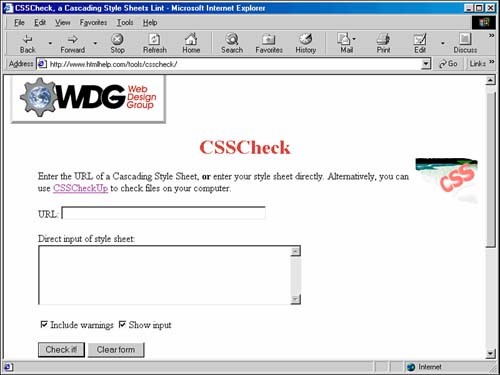 CSSCheck, a Cascading Style Sheets Lint - Microsoft Internet Explorer
File Edit View Favorites Tools Help
Back Forward Stop Refresh Home Search Favorites History Mail Print Edit Discuss
Address http://www.htmlhelp.com/tools/csscheck/ Go Links »
WDG Web
Design
Group
CSSCheck
Enter the URL of a Cascading Style Sheet, or enter your style sheet directly. Alternatively, you can
use CSSCheckUp to check files on your computer.
CSS
URL:
Direct input of style sheet:
Include warnings Show input
Check it! Clear form
Internet